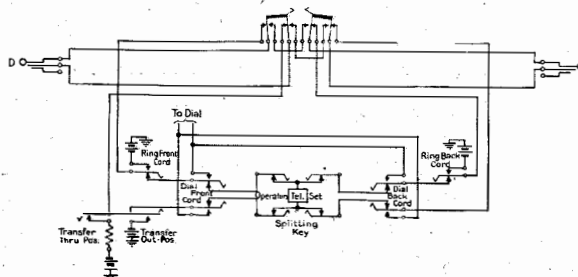 D
To Dial
Ring Front
Cord
Ring Back
Cord
Dial
Front
Cord
Operators Tel. Set
Dial
Back
Cord
Splitting
Key
Transfer
Thru Pos.
Transfer
Out-Pos.